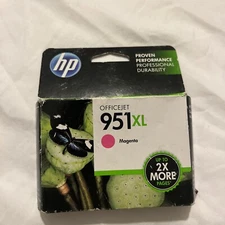 hp
PROVEN
PERFORMANCE
PROFESSIONAL
DURABILITY
OFFICEJET
951XL
Magenta
UP TO
2X
MORE
PAGES